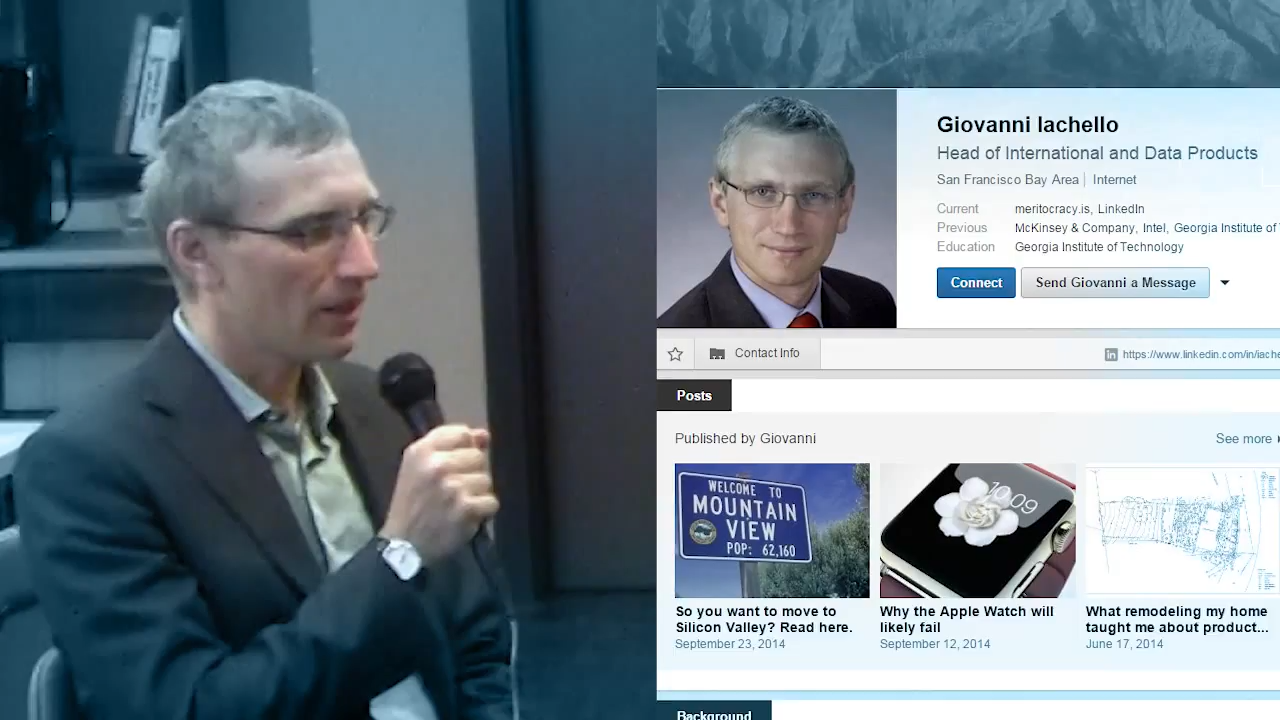 Giovanni Iachello
Head of International and Data Products
San Francisco Bay Area | Internet
Current meritocracy.is, LinkedIn
Previous McKinsey & Company, Intel, Georgia Institute of
Education Georgia Institute of Technology
Connect Send Giovanni a Message
Contact Info
in https://www.linkedin.com/in/iache
Posts
Published by Giovanni
See more
WELCOME TO
MOUNTAIN
VIEW
POP: 62,160
10:09
So you want to move to
Silicon Valley? Read here.
September 23, 2014
Why the Apple Watch will
likely fail
September 12, 2014
What remodeling my home
taught me about product...
June 17, 2014
Background